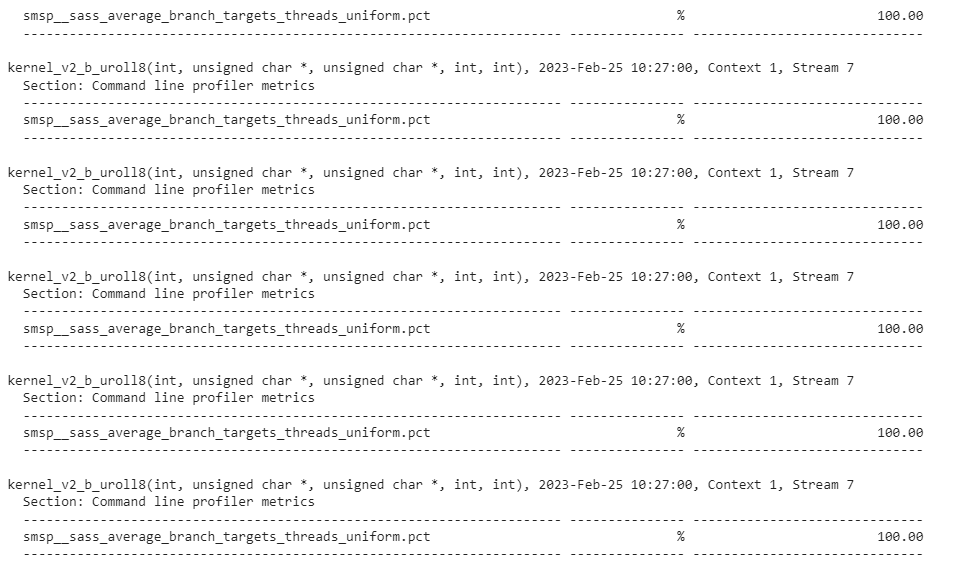 smsp__sass_average_branch_targets_threads_uniform.pct % 100.00
------------------------------------------------------------------------ --------------- ------------------------------
kernel_v2_b_uroll8(int, unsigned char *, unsigned char *, int, int), 2023-Feb-25 10:27:00, Context 1, Stream 7
Section: Command line profiler metrics
------------------------------------------------------------------------ --------------- ------------------------------
smsp__sass_average_branch_targets_threads_uniform.pct % 100.00
------------------------------------------------------------------------ --------------- ------------------------------
kernel_v2_b_uroll8(int, unsigned char *, unsigned char *, int, int), 2023-Feb-25 10:27:00, Context 1, Stream 7
Section: Command line profiler metrics
------------------------------------------------------------------------ --------------- ------------------------------
smsp__sass_average_branch_targets_threads_uniform.pct % 100.00
------------------------------------------------------------------------ --------------- ------------------------------
kernel_v2_b_uroll8(int, unsigned char *, unsigned char *, int, int), 2023-Feb-25 10:27:00, Context 1, Stream 7
Section: Command line profiler metrics
------------------------------------------------------------------------ --------------- ------------------------------
smsp__sass_average_branch_targets_threads_uniform.pct % 100.00
------------------------------------------------------------------------ --------------- ------------------------------
kernel_v2_b_uroll8(int, unsigned char *, unsigned char *, int, int), 2023-Feb-25 10:27:00, Context 1, Stream 7
Section: Command line profiler metrics
------------------------------------------------------------------------ --------------- ------------------------------
smsp__sass_average_branch_targets_threads_uniform.pct % 100.00
------------------------------------------------------------------------ --------------- ------------------------------
kernel_v2_b_uroll8(int, unsigned char *, unsigned char *, int, int), 2023-Feb-25 10:27:00, Context 1, Stream 7
Section: Command line profiler metrics
------------------------------------------------------------------------ --------------- ------------------------------
smsp__sass_average_branch_targets_threads_uniform.pct % 100.00
------------------------------------------------------------------------ --------------- ------------------------------